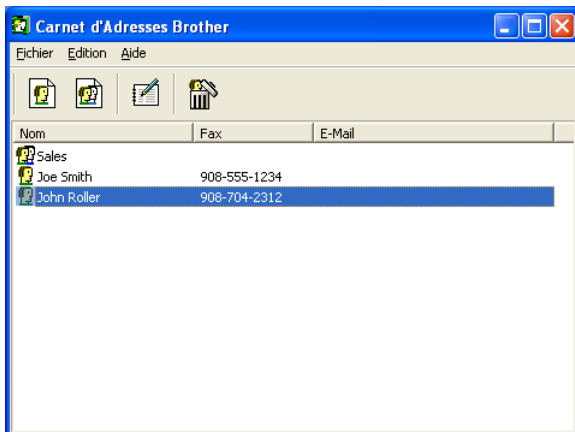 Carnet d'Adresses Brother
Fichier Edition Aide
Nom Fax E-Mail
Sales
Joe Smith 908-555-1234
John Roller 908-704-2312